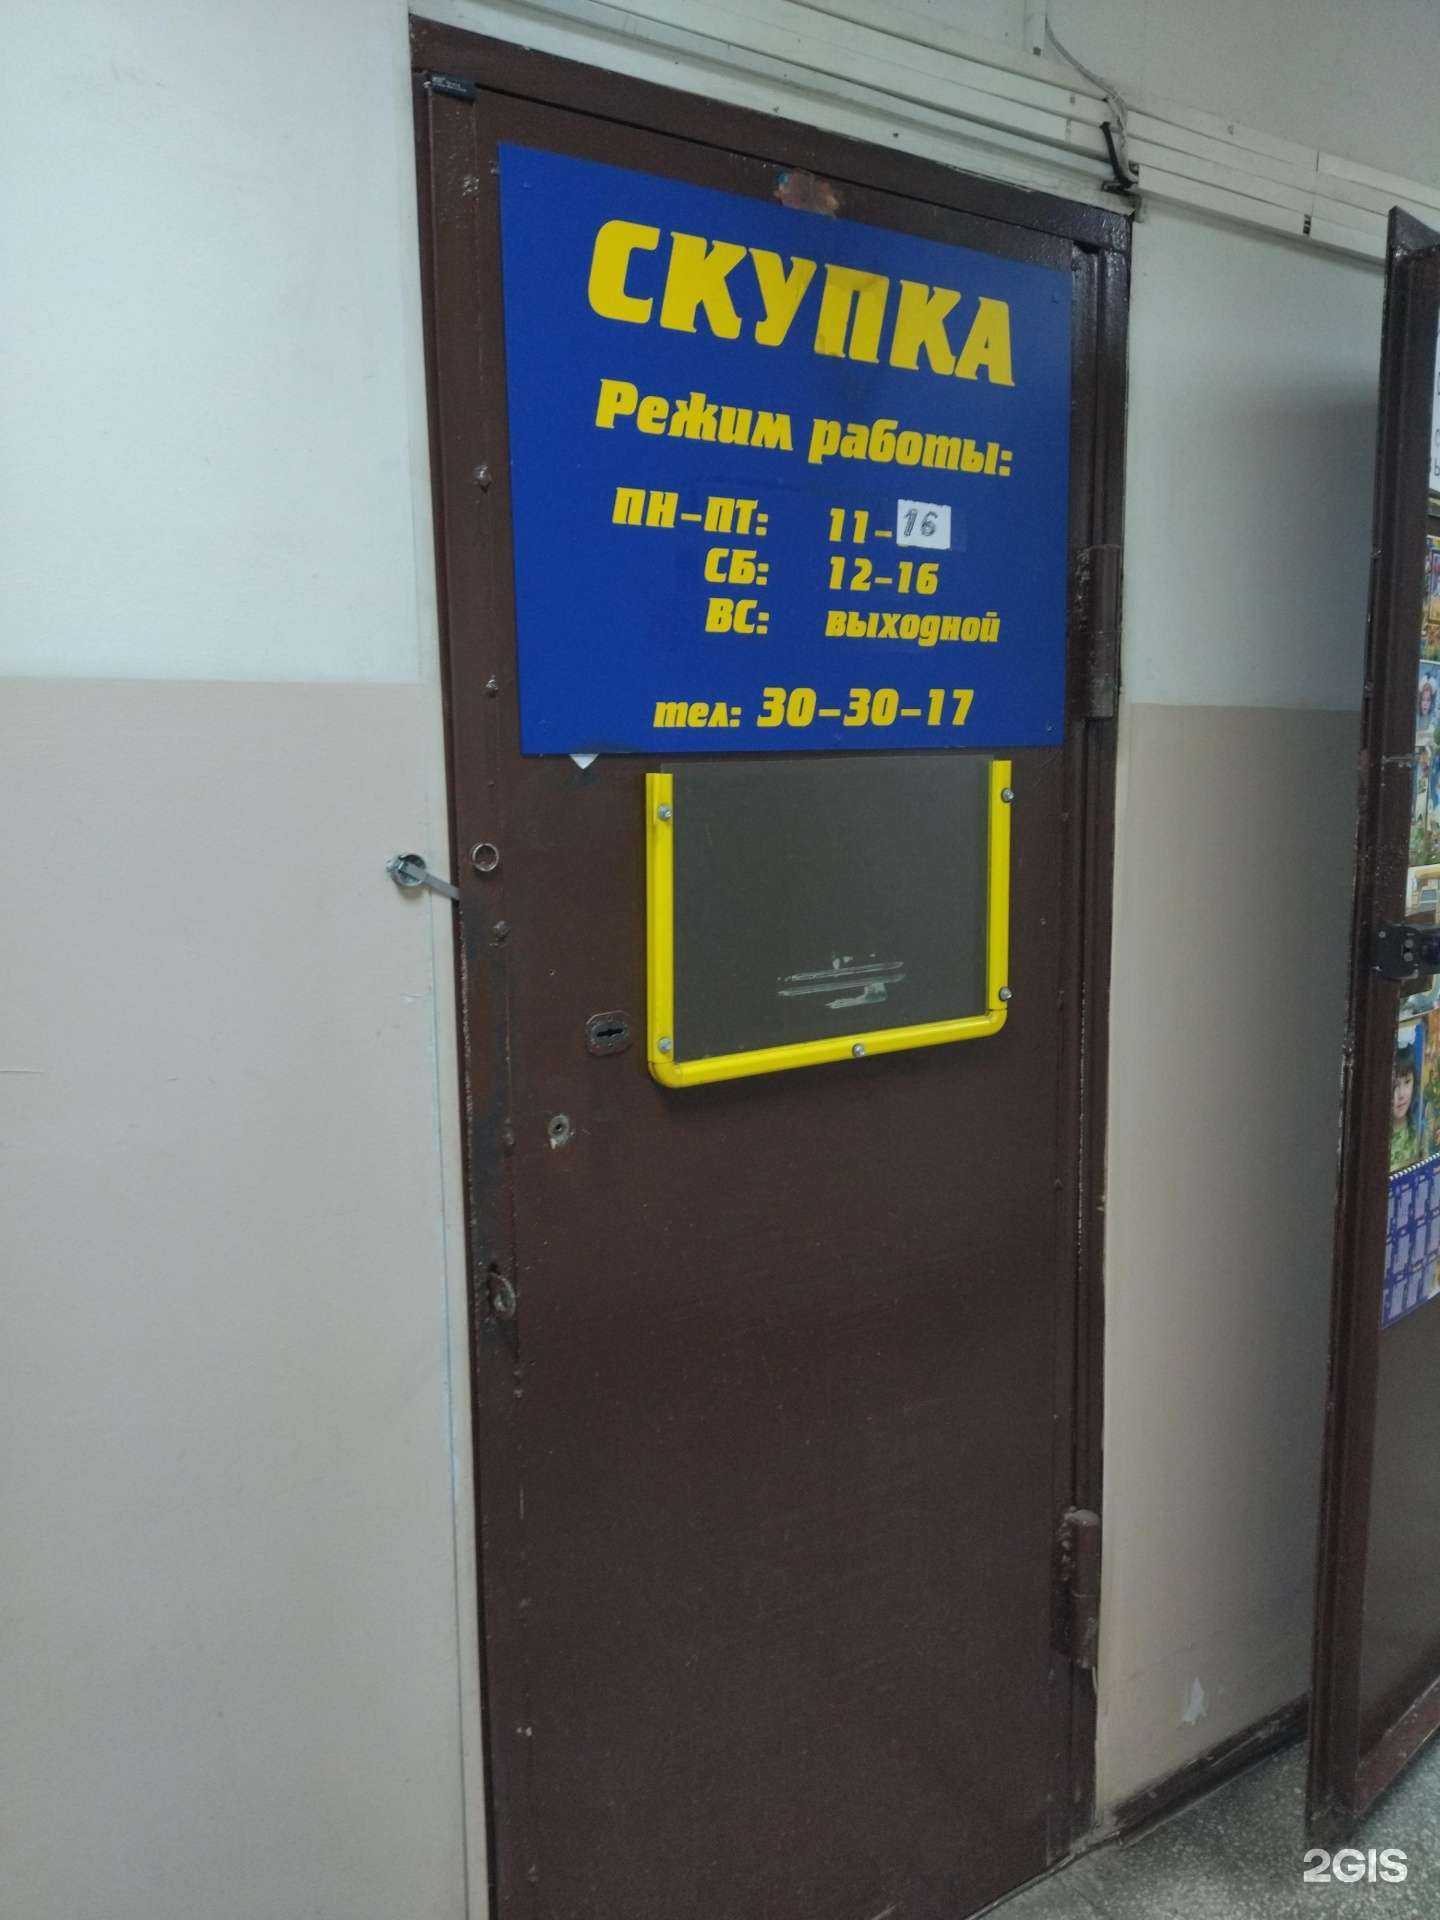 СКУПКА
Режим работы:
ПН-ПТ: 11-16
СБ: 12-16
ВС: выходной
тел: 30-30-17
2GIS